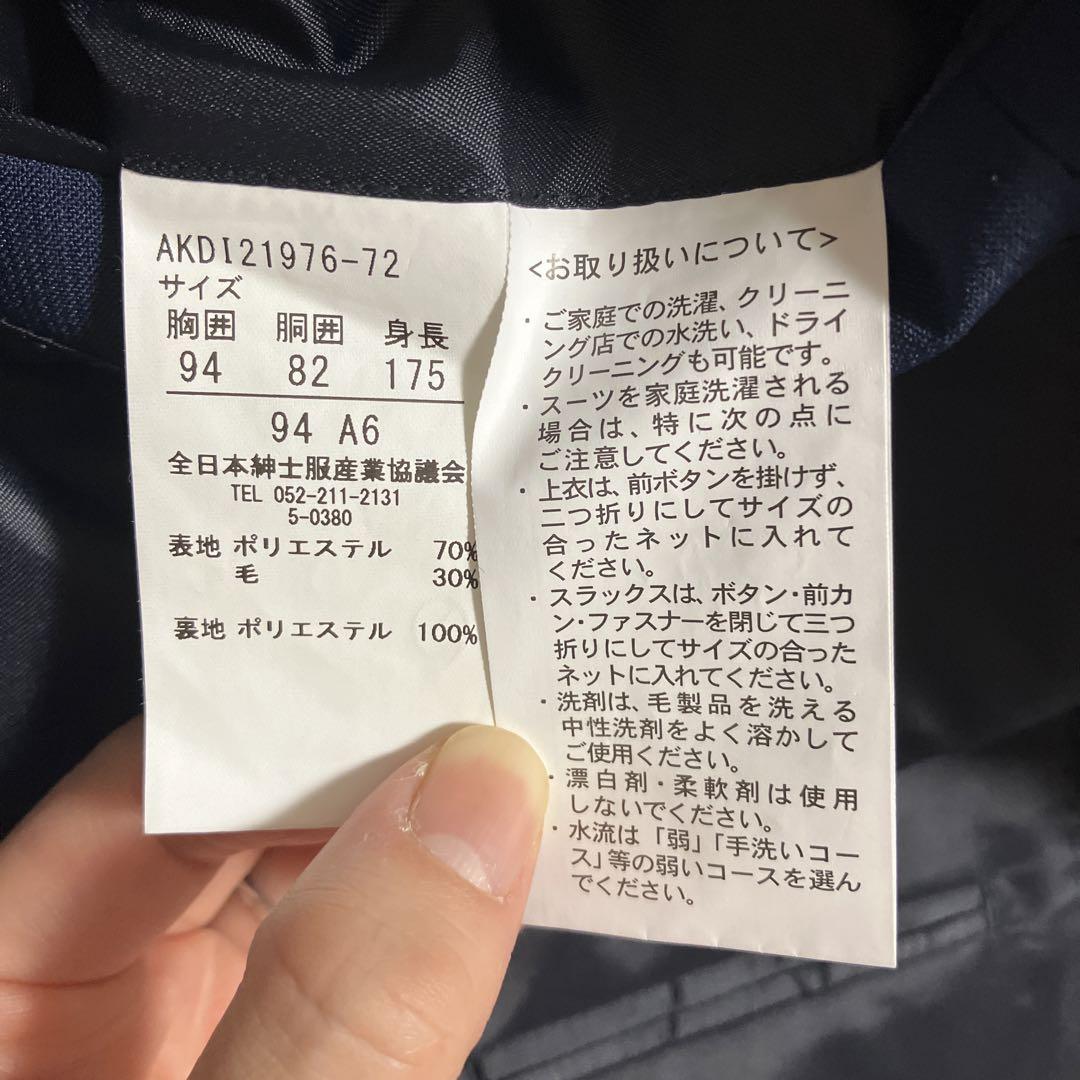 AKDI21976-72
サイズ
胸囲 胴囲 身長
94 82 175
94 A6
全日本紳士服産業協議会
TEL 052-211-2131
5-0380
表地 ポリエステル 70%
毛 30%
裏地 ポリエステル 100%
<お取り扱いについて>
・ご家庭での洗濯、クリーニ
ング店での水洗い、ドライ
クリーニングも可能です。
・スーツを家庭洗濯される
場合は、特に次の点に
ご注意してください。
・上衣は、前ボタンを掛けず、
二つ折りにしてサイズの
合ったネットに入れて
ください。
・スラックスは、ボタン・前カ
ン・ファスナーを閉じて三つ
折りにしてサイズの合った
ネットに入れてください。
・洗剤は、毛製品を洗える
中性洗剤をよく溶かして
ご使用ください。
・漂白剤・柔軟剤は使用
しないでください。
・水流は「弱」「手洗いコー
ス」等の弱いコースを選ん
でください。